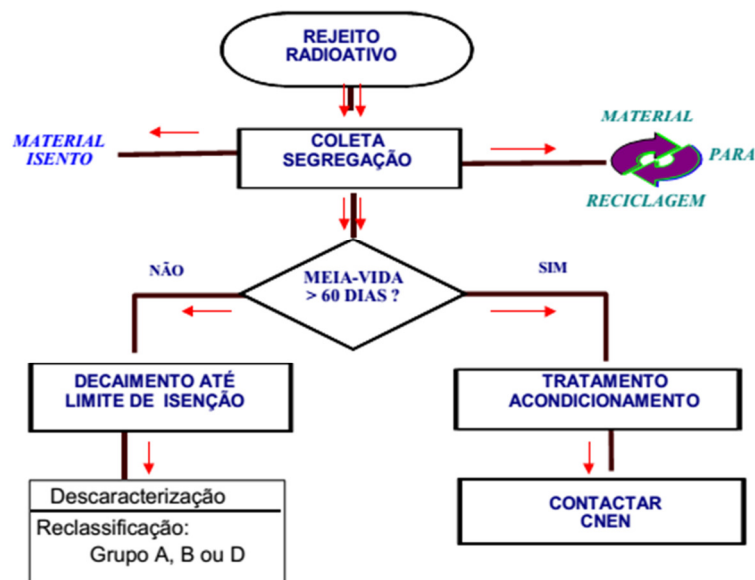 REJEITO
RADIOATIVO
MATERIAL
ISENTO
COLETA
SEGREGAÇÃO
MATERIAL
PARA
RECICLAGEM
NÃO
MEIA-VIDA
> 60 DIAS ?
SIM
DECAIMENTO ATÉ
LIMITE DE ISENÇÃO
TRATAMENTO
ACONDICIONAMENTO
Descaracterização
Reclassificação:
Grupo A, B ou D
CONTACTAR
CNEN